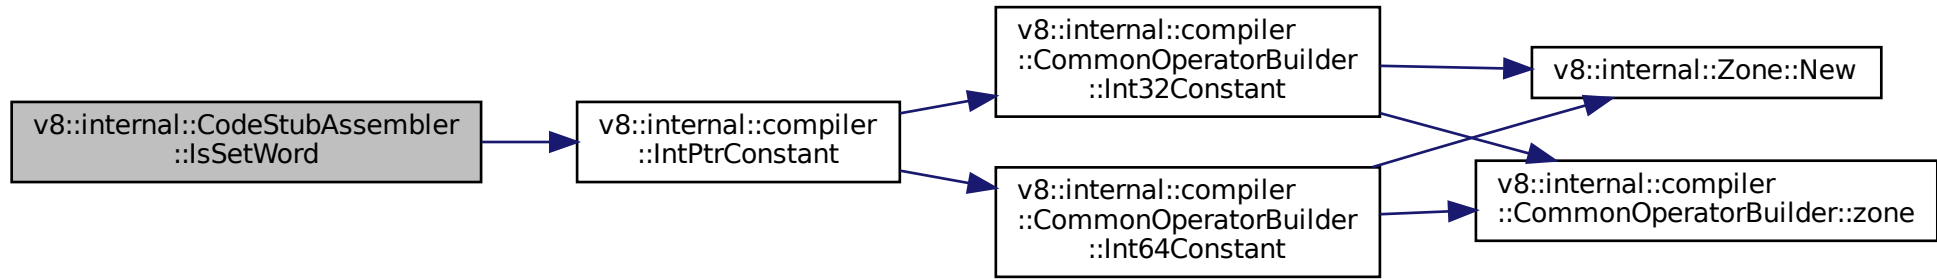 v8::internal::CodeStubAssembler
::IsSetWord
v8::internal::compiler
::IntPtrConstant
v8::internal::compiler
::CommonOperatorBuilder
::Int32Constant
v8::internal::compiler
::CommonOperatorBuilder
::Int64Constant
v8::internal::Zone::New
v8::internal::compiler
::CommonOperatorBuilder::zone